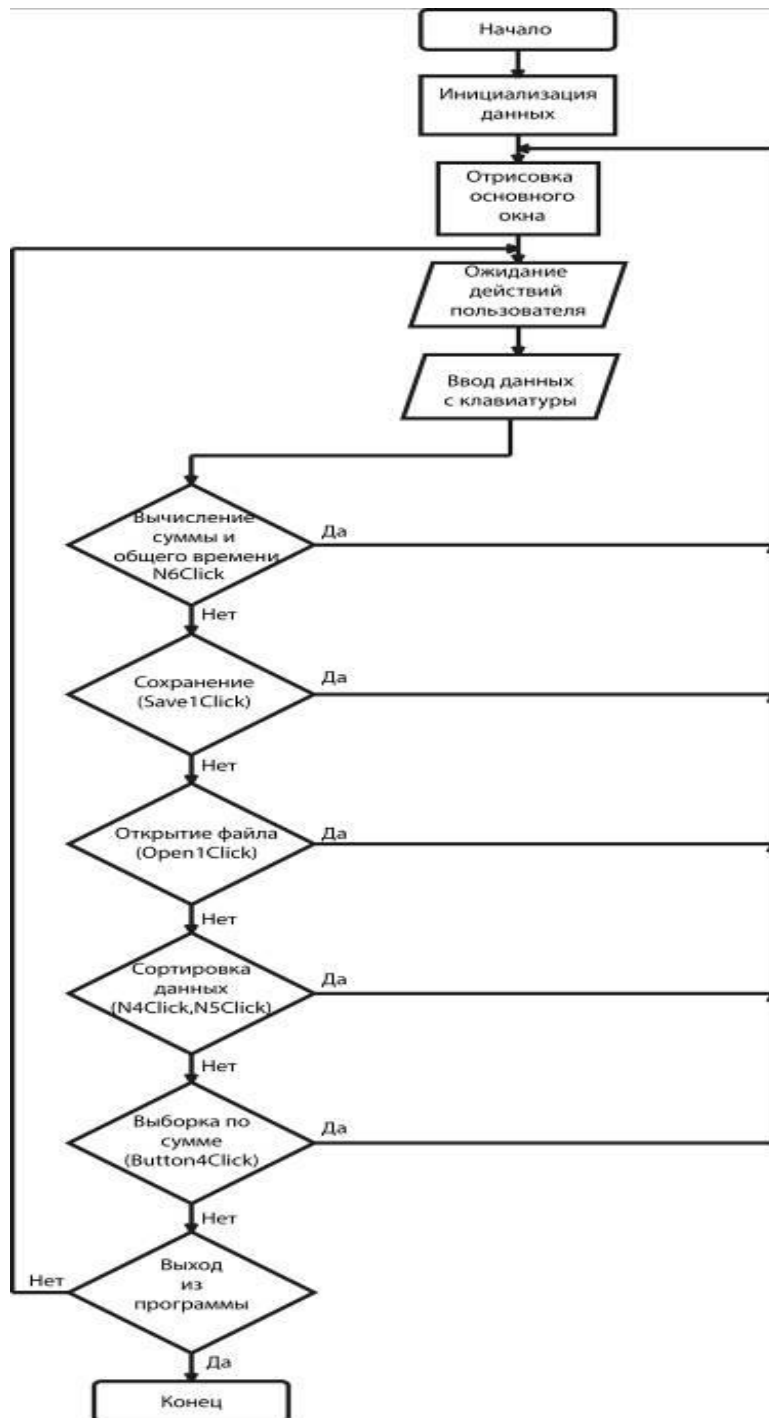 Начало
Инициализация
данных
Отрисовка
основного
окна
Ожидание
действий
пользователя
Ввод данных
с клавиатуры
Вычисление
суммы и
общего времени
N6Click
Да
Нет
Сохранение
(Save1Click)
Да
Нет
Открытие файла
(Open1Click)
Да
Нет
Сортировка
данных
(N4Click,N5Click)
Да
Нет
Выборка по
сумме
(Button4Click)
Да
Нет
Выход
из
программы
Нет
Да
Конец